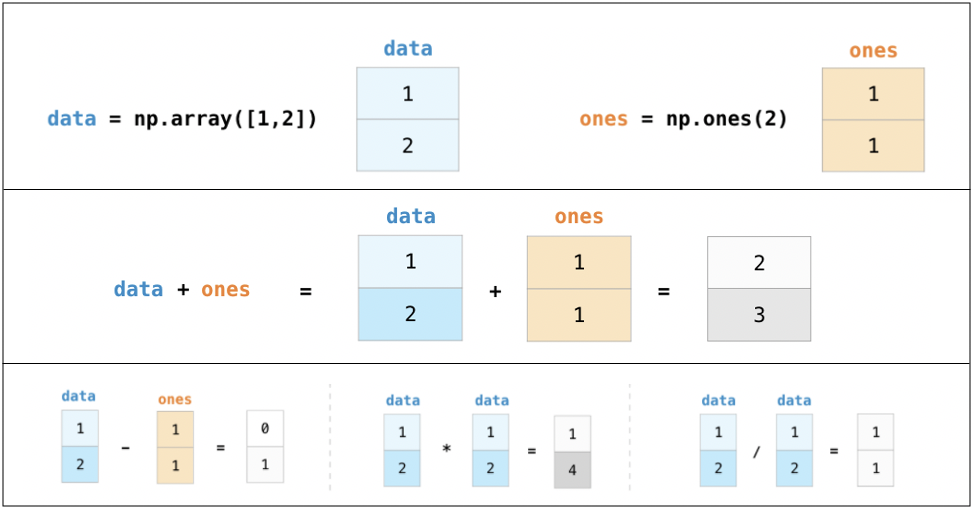 data ones
data = np.array([1,2]) 1 2 ones = np.ones(2) 1 1
data ones
data + ones = 1 2 + 1 1 = 2 3
data ones
1 2 - 1 1 = 0 1
data data
1 2 * 1 2 = 1 4
data data
1 2 / 1 2 = 1 1